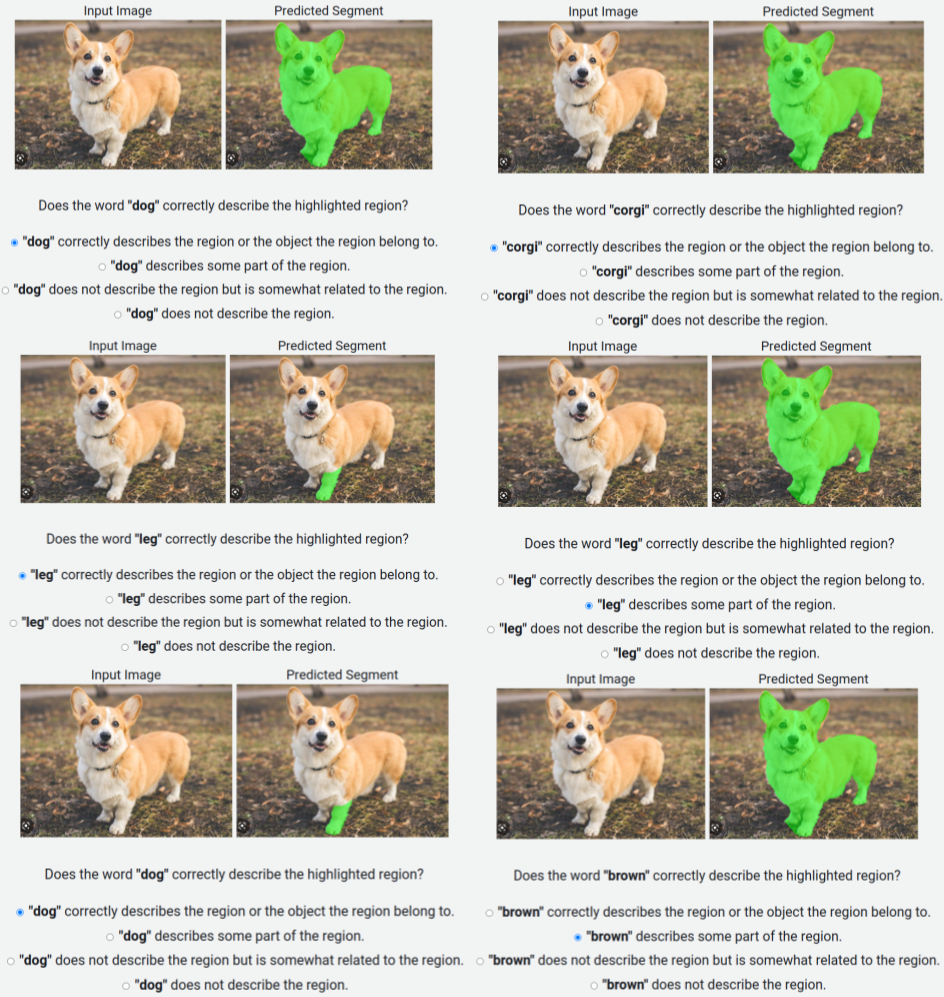 Input Image
Predicted Segment
Does the word "dog" correctly describe the highlighted region?
"dog" correctly describes the region or the object the region belong to.
"dog" describes some part of the region.
"dog" does not describe the region but is somewhat related to the region.
"dog" does not describe the region.
Input Image
Predicted Segment
Does the word "corgi" correctly describe the highlighted region?
"corgi" correctly describes the region or the object the region belong to.
"corgi" describes some part of the region.
"corgi" does not describe the region but is somewhat related to the region.
"corgi" does not describe the region.
Input Image
Predicted Segment
Does the word "leg" correctly describe the highlighted region?
"leg" correctly describes the region or the object the region belong to.
"leg" describes some part of the region.
"leg" does not describe the region but is somewhat related to the region.
"leg" does not describe the region.
Input Image
Predicted Segment
Does the word "leg" correctly describe the highlighted region?
"leg" correctly describes the region or the object the region belong to.
"leg" describes some part of the region.
"leg" does not describe the region but is somewhat related to the region.
"leg" does not describe the region.
Input Image
Predicted Segment
Does the word "dog" correctly describe the highlighted region?
"dog" correctly describes the region or the object the region belong to.
"dog" describes some part of the region.
"dog" does not describe the region but is somewhat related to the region.
"dog" does not describe the region.
Input Image
Predicted Segment
Does the word "brown" correctly describe the highlighted region?
"brown" correctly describes the region or the object the region belong to.
"brown" describes some part of the region.
"brown" does not describe the region but is somewhat related to the region.
"brown" does not describe the region.